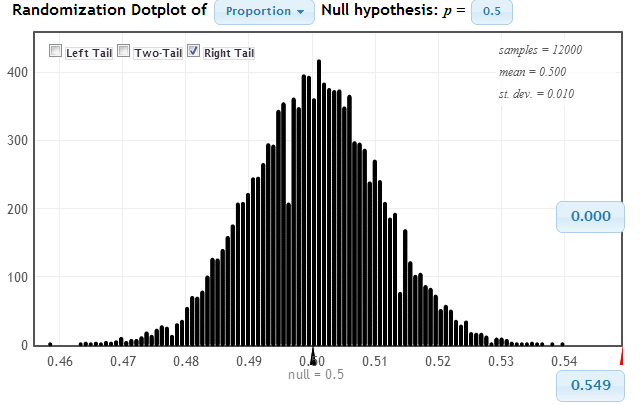 Randomization Dotplot of Proportion Null hypothesis: p = 0.5
Left Tail Two-Tail Right Tail
samples = 12000
mean = 0.500
st. dev. = 0.010
400
300
200
100
0
0.000
0.46 0.47 0.48 0.49 0.50 0.51 0.52 0.53 0.54
null = 0.5
0.549